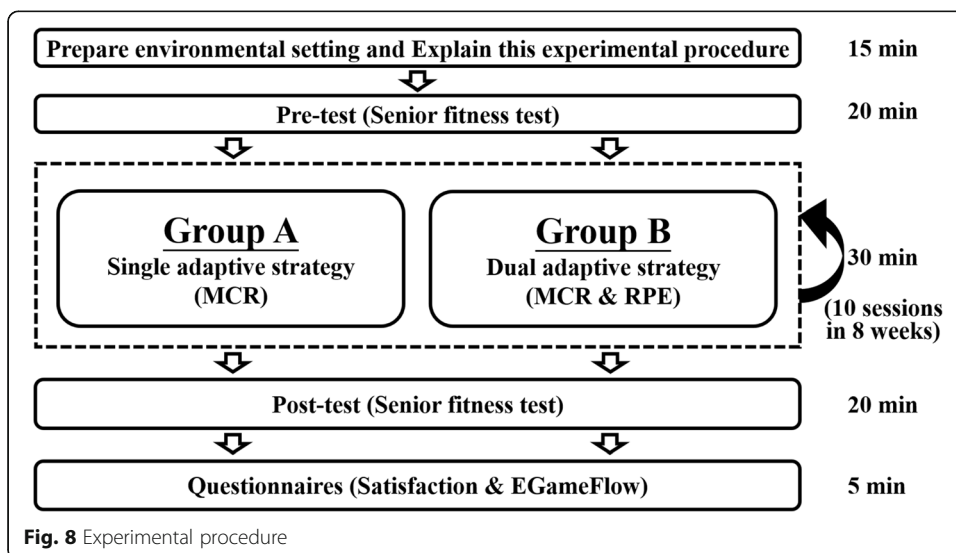 Prepare environmental setting and Explain this experimental procedure 15 min
Pre-test (Senior fitness test) 20 min
Group A
Single adaptive strategy
(MCR)
Group B
Dual adaptive strategy
(MCR & RPE)
30 min
(10 sessions
in 8 weeks)
Post-test (Senior fitness test) 20 min
Questionnaires (Satisfaction & EGameFlow) 5 min
Fig. 8 Experimental procedure